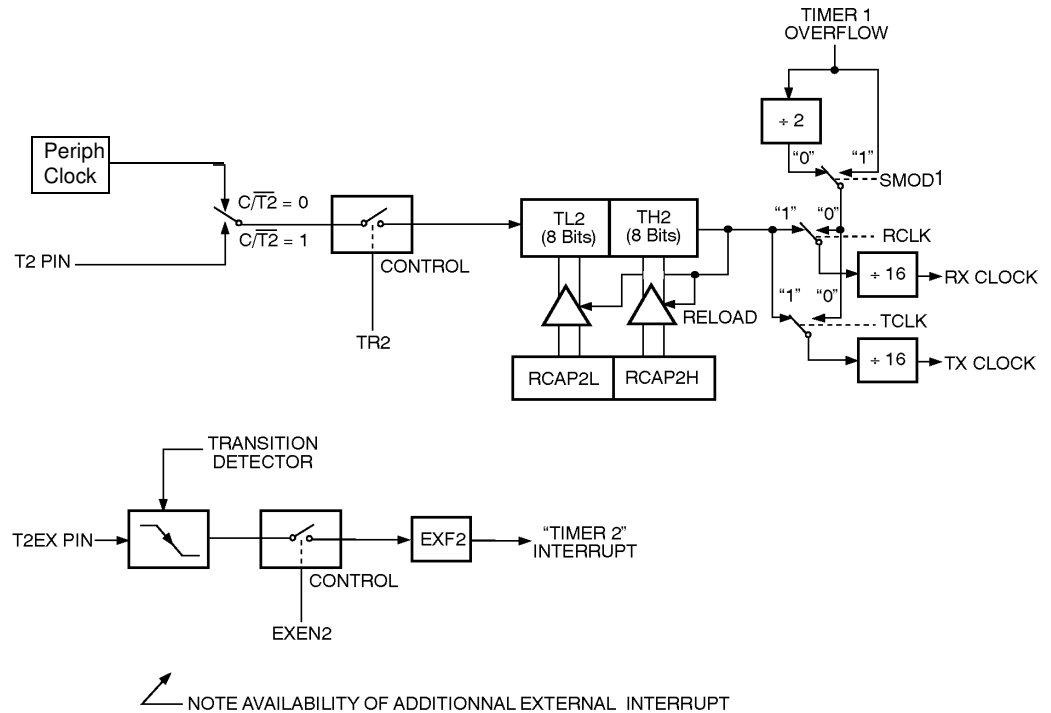 TIMER 1
OVERFLOW
÷ 2
"0"
"1"
SMOD1
Periph
Clock
C/T2 = 0
C/T2 = 1
T2 PIN
CONTROL
TR2
TL2
(8 Bits)
TH2
(8 Bits)
"1"
"0"
RCLK
÷ 16
RX CLOCK
RELOAD
"1"
"0"
TCLK
÷ 16
TX CLOCK
RCAP2L
RCAP2H
TRANSITION
DETECTOR
T2EX PIN
CONTROL
EXEN2
EXF2
"TIMER 2"
INTERRUPT
NOTE AVAILABILITY OF ADDITIONNAL EXTERNAL INTERRUPT